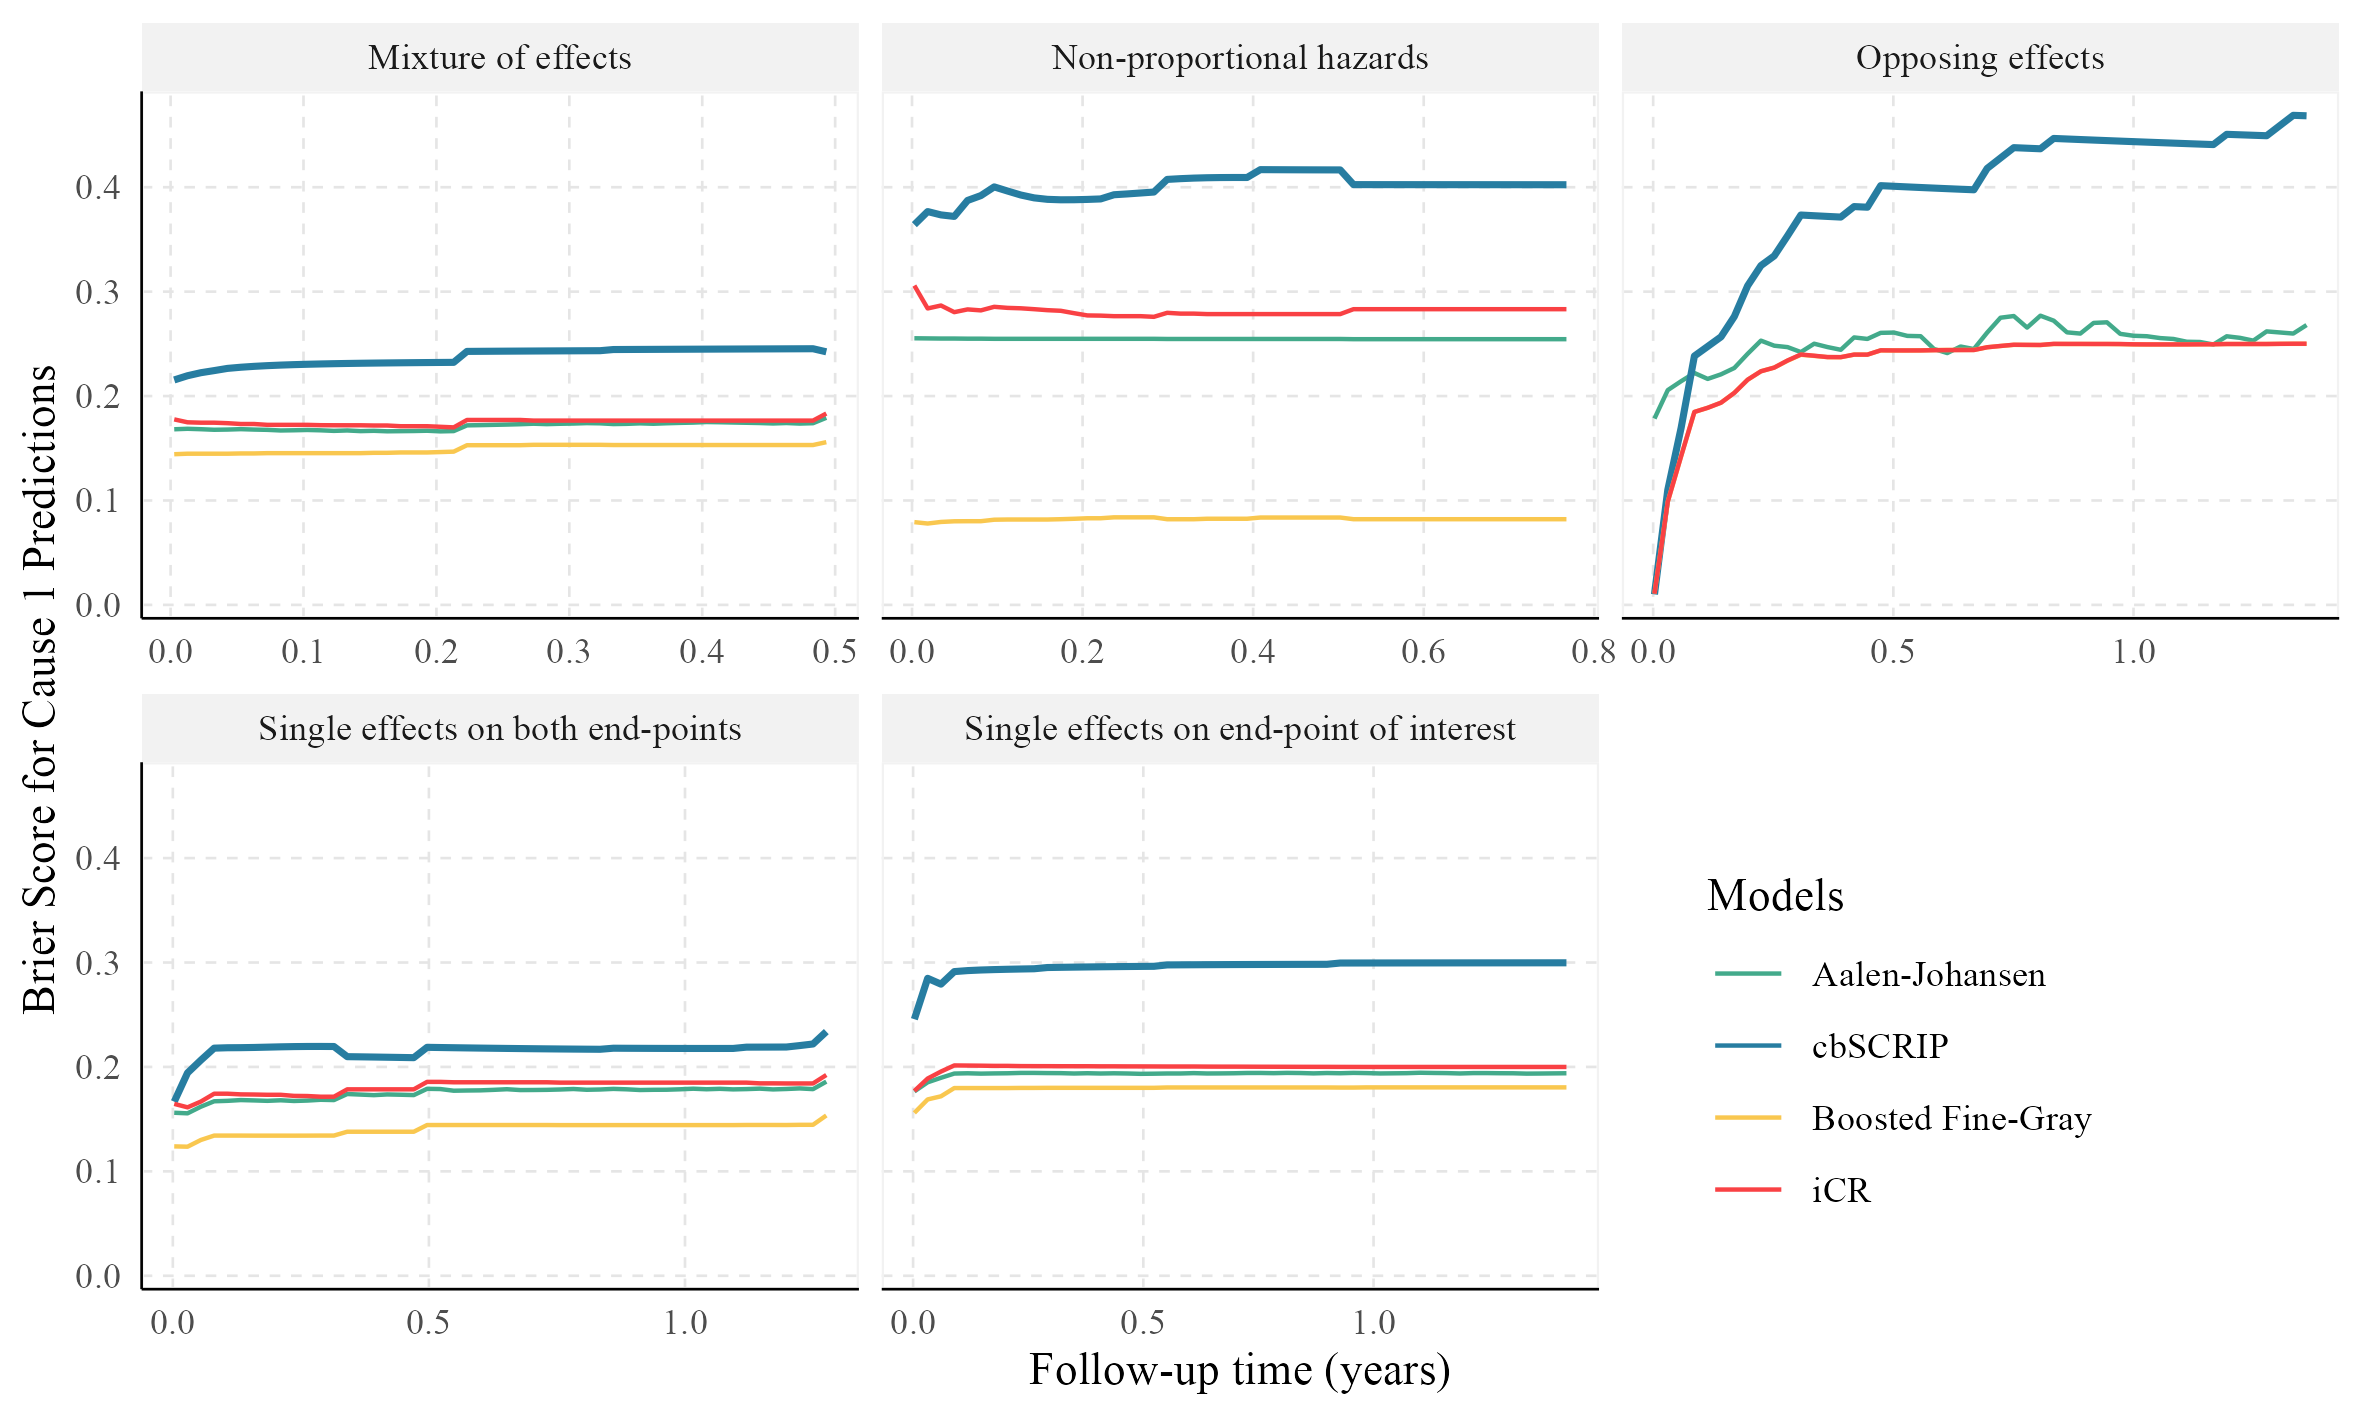 Mixture of effects
Non-proportional hazards
Opposing effects
Brier Score for Cause 1 Predictions
0.4
0.3
0.2
0.1
0.0
0.0 0.1 0.2 0.3 0.4 0.5
0.0 0.2 0.4 0.6 0.8
0.0 0.5 1.0
Single effects on both end-points
Single effects on end-point of interest
0.4
0.3
0.2
0.1
0.0
0.0 0.5 1.0
0.0 0.5 1.0
Follow-up time (years)
Models
Aalen-Johansen
cbSCRIP
Boosted Fine-Gray
iCR